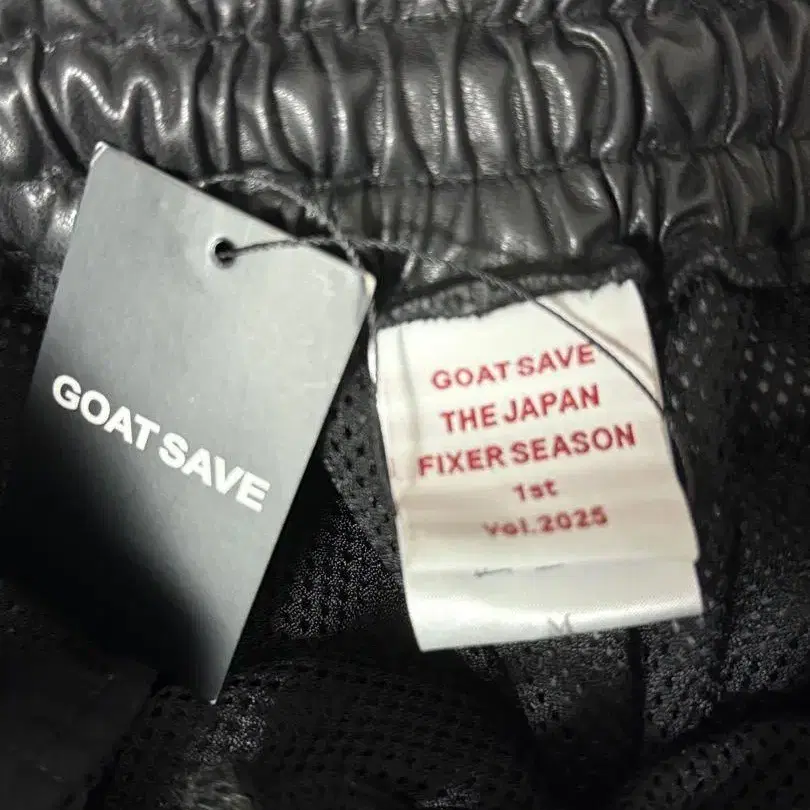 GOAT SAVE
GOAT SAVE
THE JAPAN
FIXER SEASON
1st
Vol.2025
M